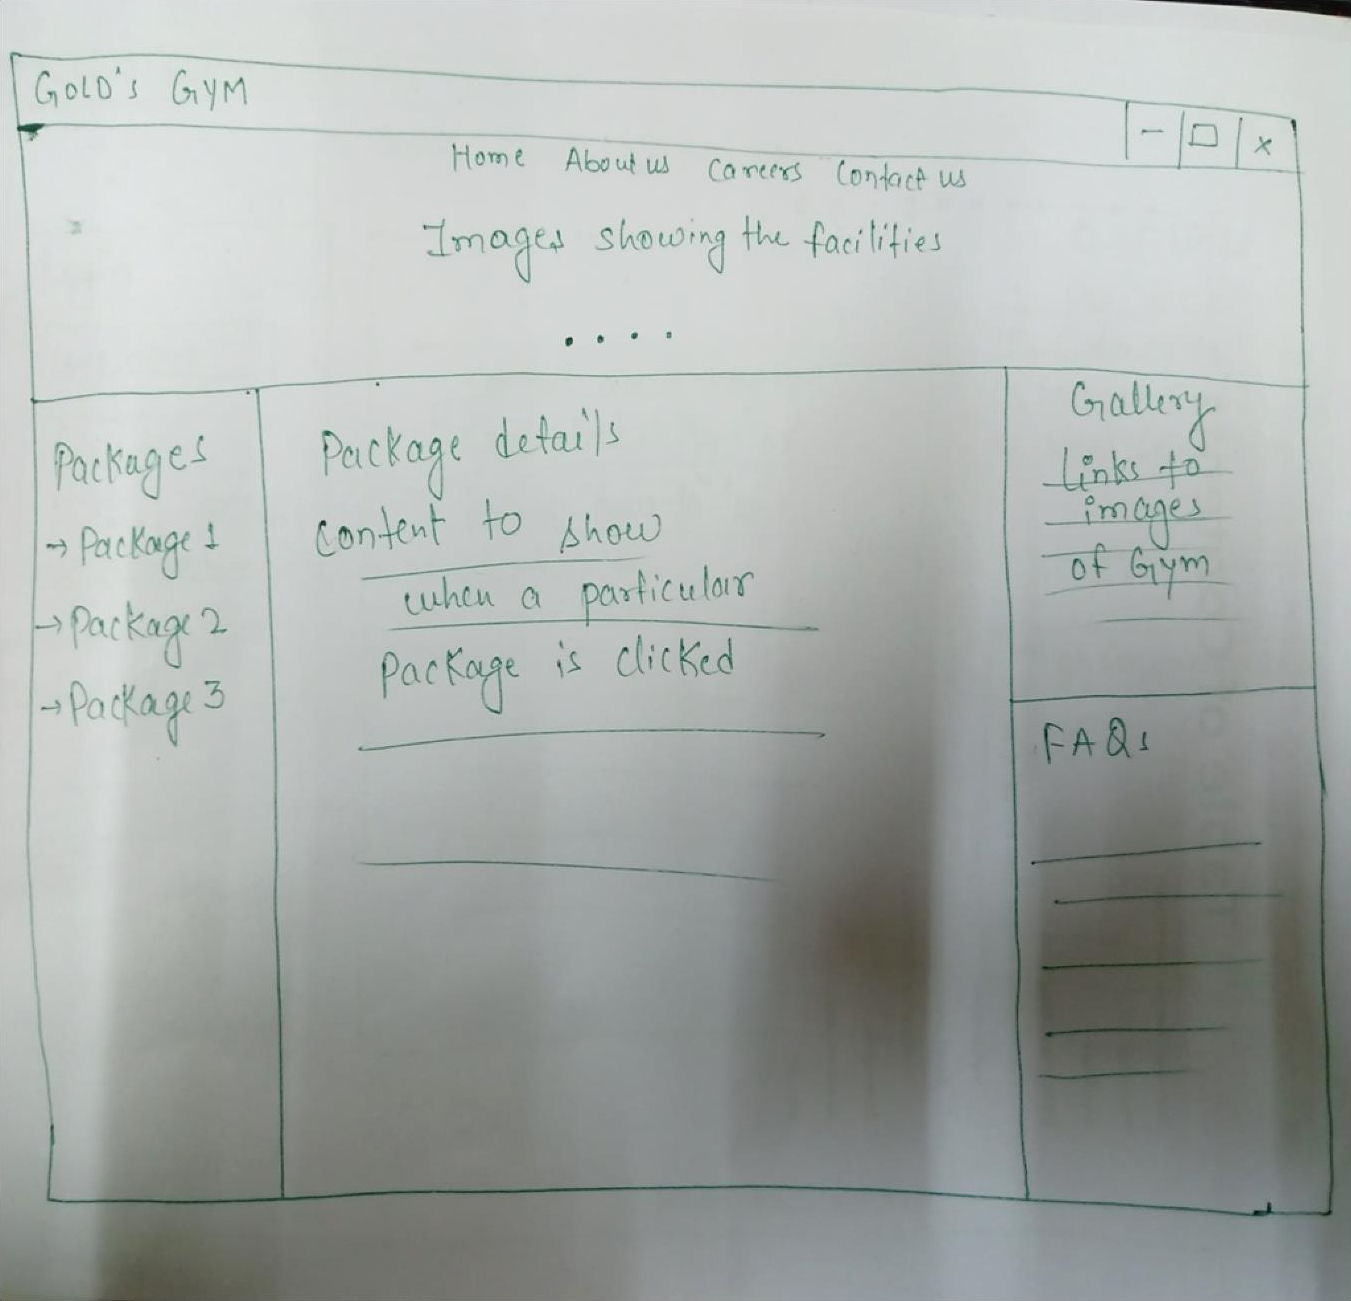 GOLD'S GYM
Home About us Careers Contact us
Images showing the facilities
Packages
→ Package 1
→ Package 2
→ Package 3
Package details
content to show
when a particular
Package is clicked
Gallery
links to
images
of Gym
FAQs